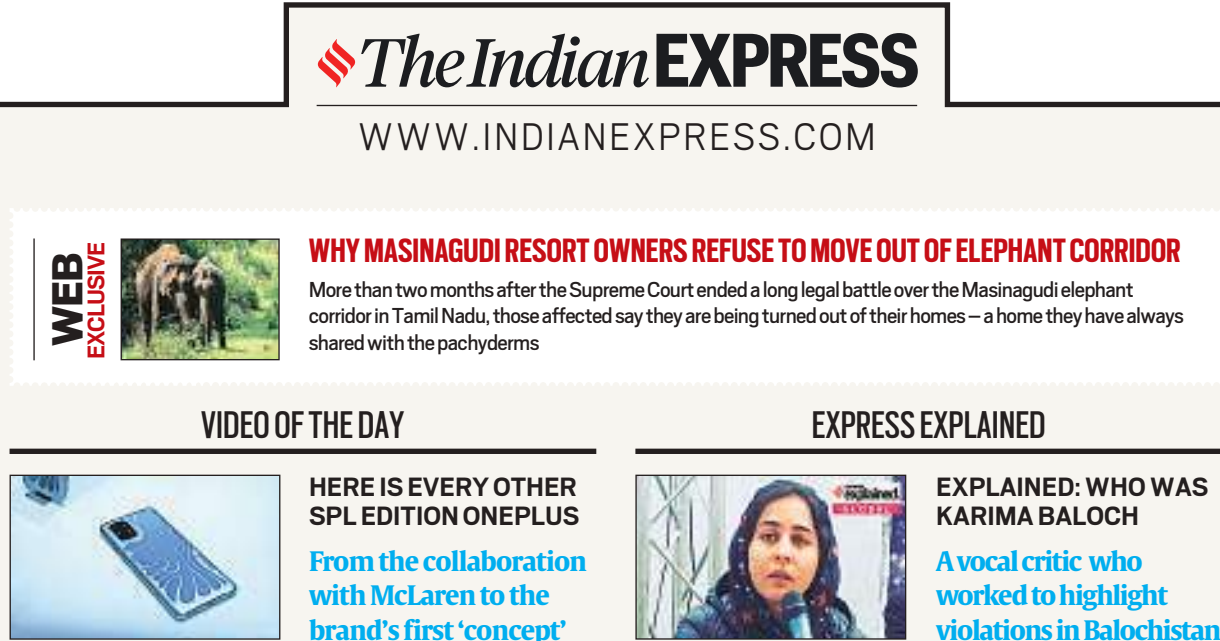 The Indian EXPRESS
WWW.INDIANEXPRESS.COM
WEB
EXCLUSIVE
WHY MASINAGUDI RESORT OWNERS REFUSE TO MOVE OUT OF ELEPHANT CORRIDOR
More than two months after the Supreme Court ended a long legal battle over the Masinagudi elephant
corridor in Tamil Nadu, those affected say they are being turned out of their homes – a home they have always
shared with the pachyderms
VIDEO OF THE DAY
HERE IS EVERY OTHER
SPL EDITION ONEPLUS
From the collaboration
with McLaren to the
brand's first ‘concept’
EXPRESS EXPLAINED
explained
GLOBAL
EXPLAINED: WHO WAS
KARIMA BALOCH
A vocal critic who
worked to highlight
violations in Balochistan